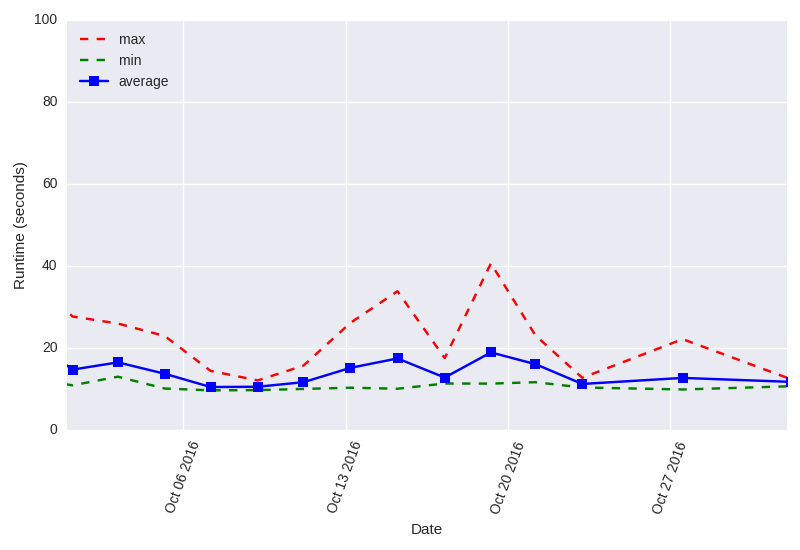 100
80
60
40
20
0
Runtime (seconds)
max
min
average
Oct 06 2016
Oct 13 2016
Oct 20 2016
Oct 27 2016
Date